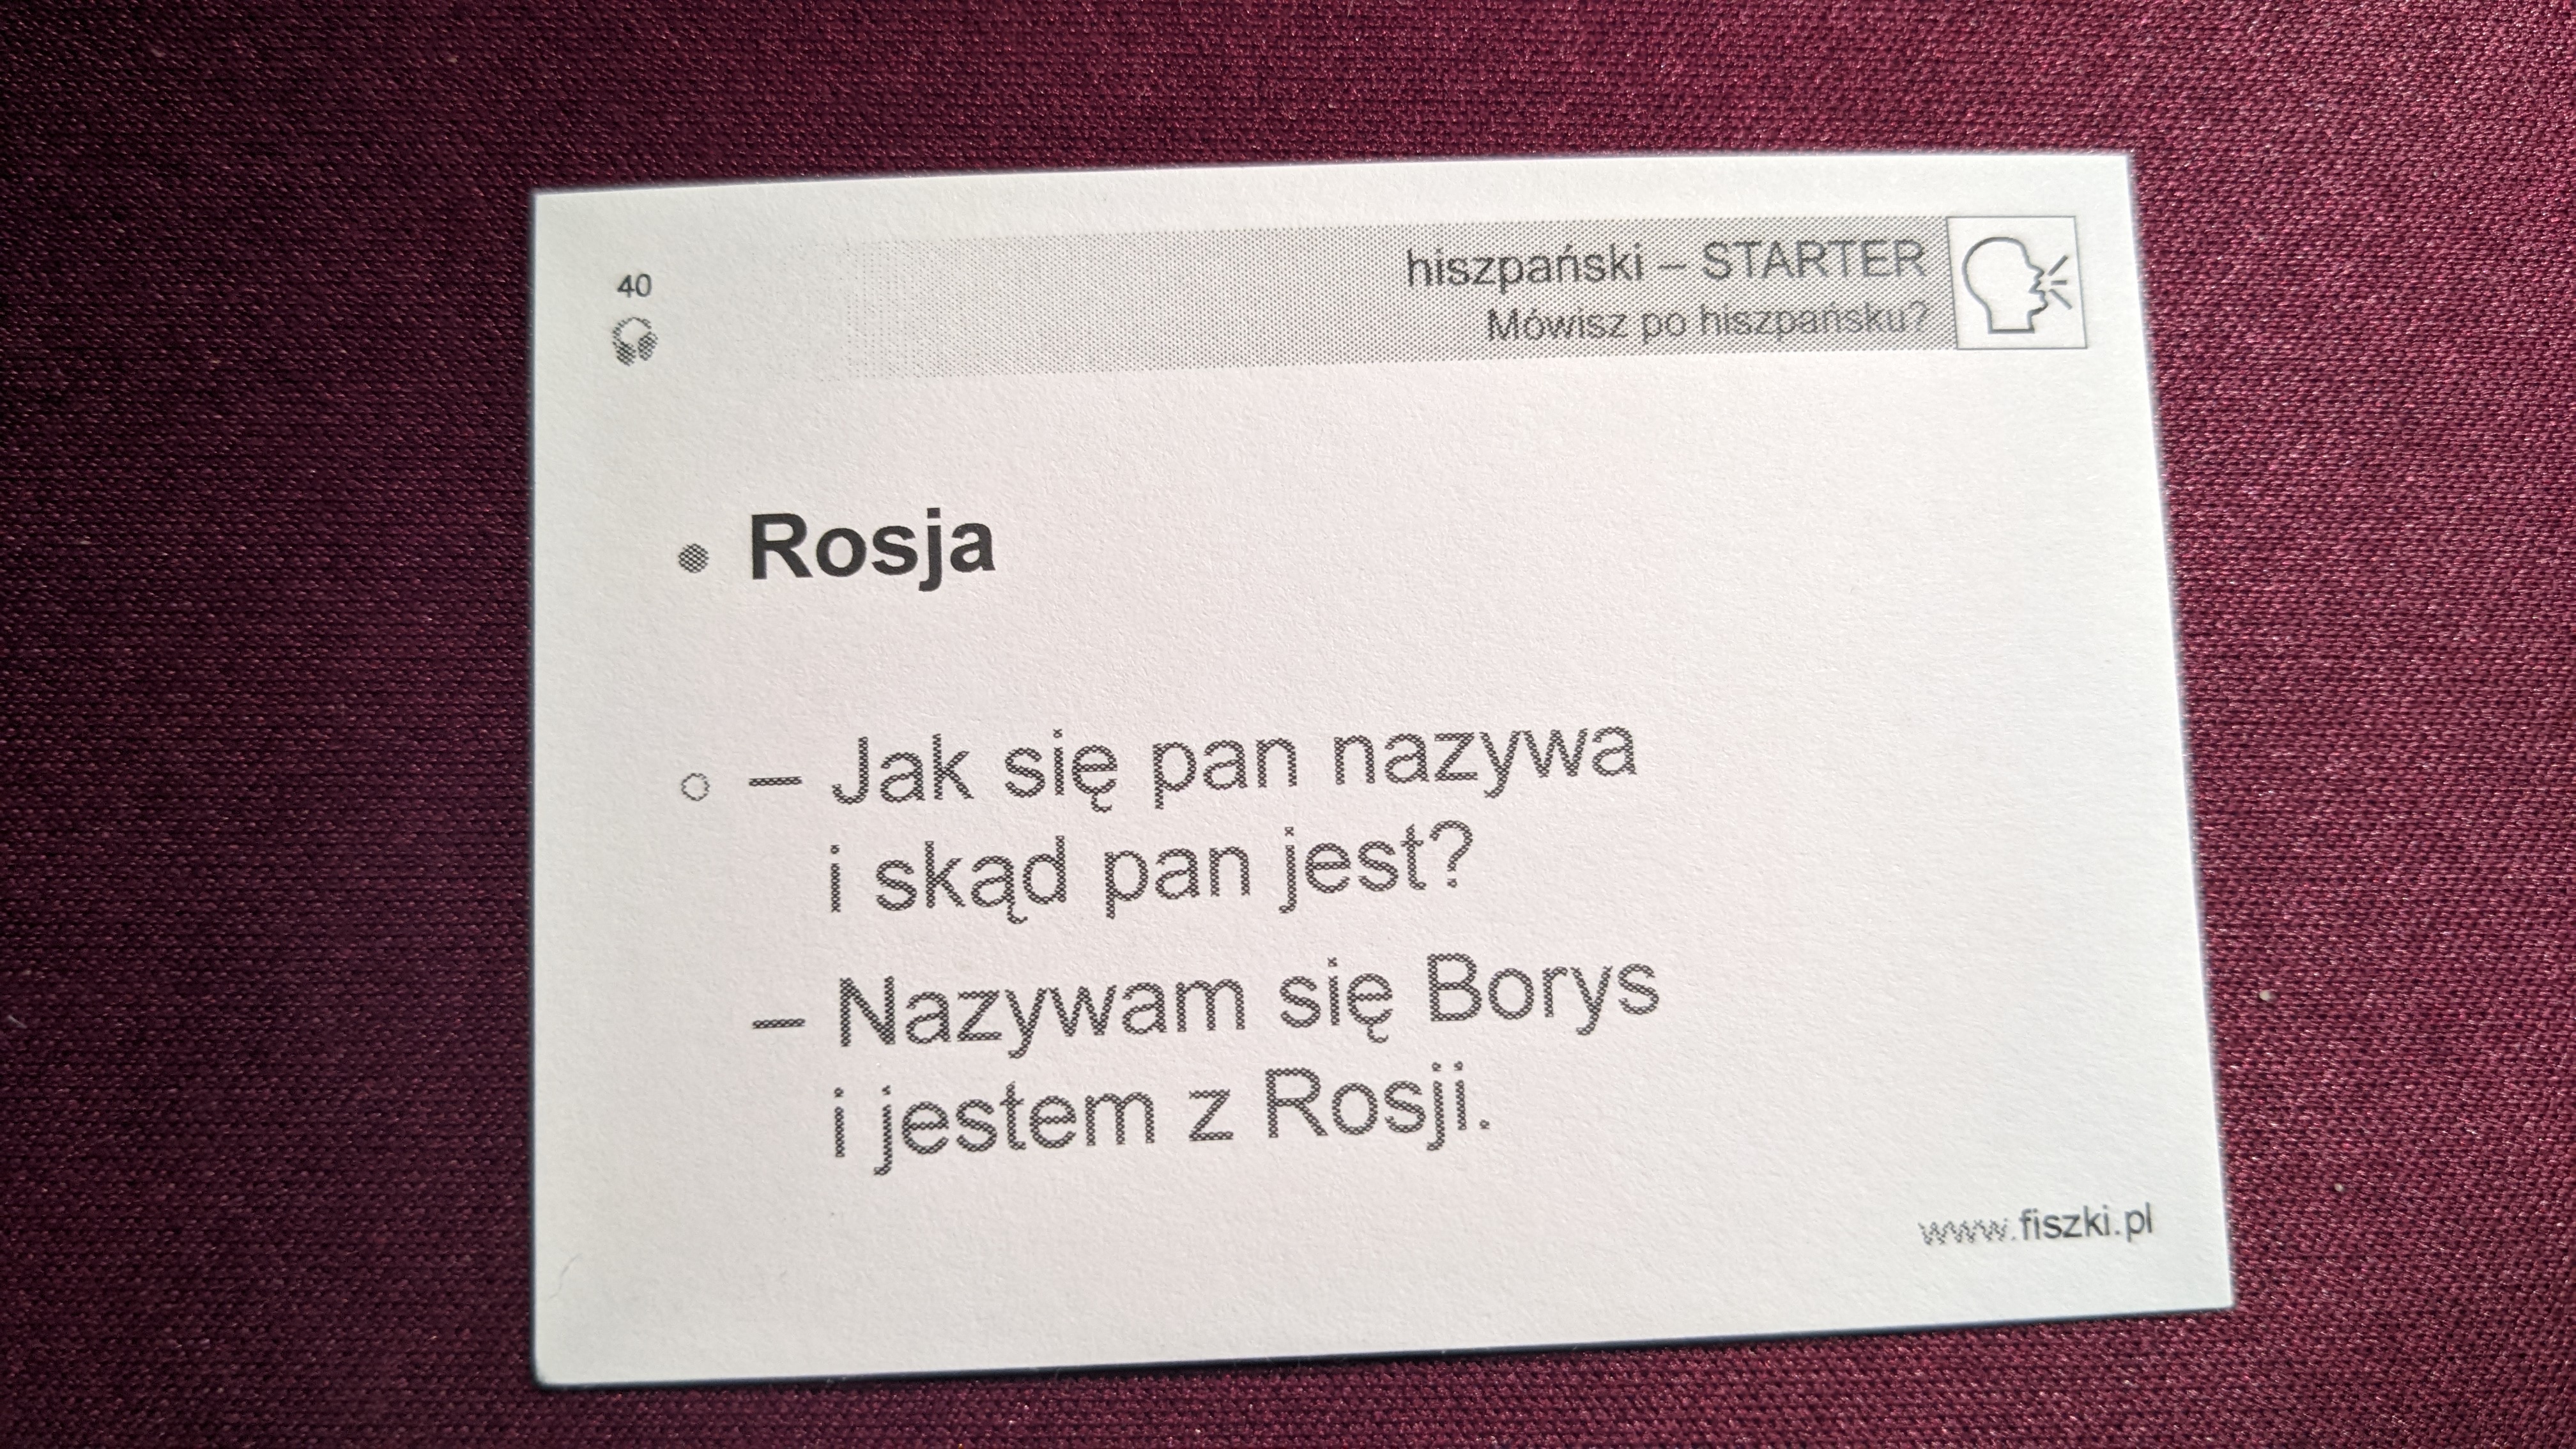 40
hiszpański – STARTER
Mówisz po hiszpańsku?
Rosja
– Jak się pan nazywa
i skąd pan jest?
– Nazywam się Borys
i jestem z Rosji.
www.fiszki.pl